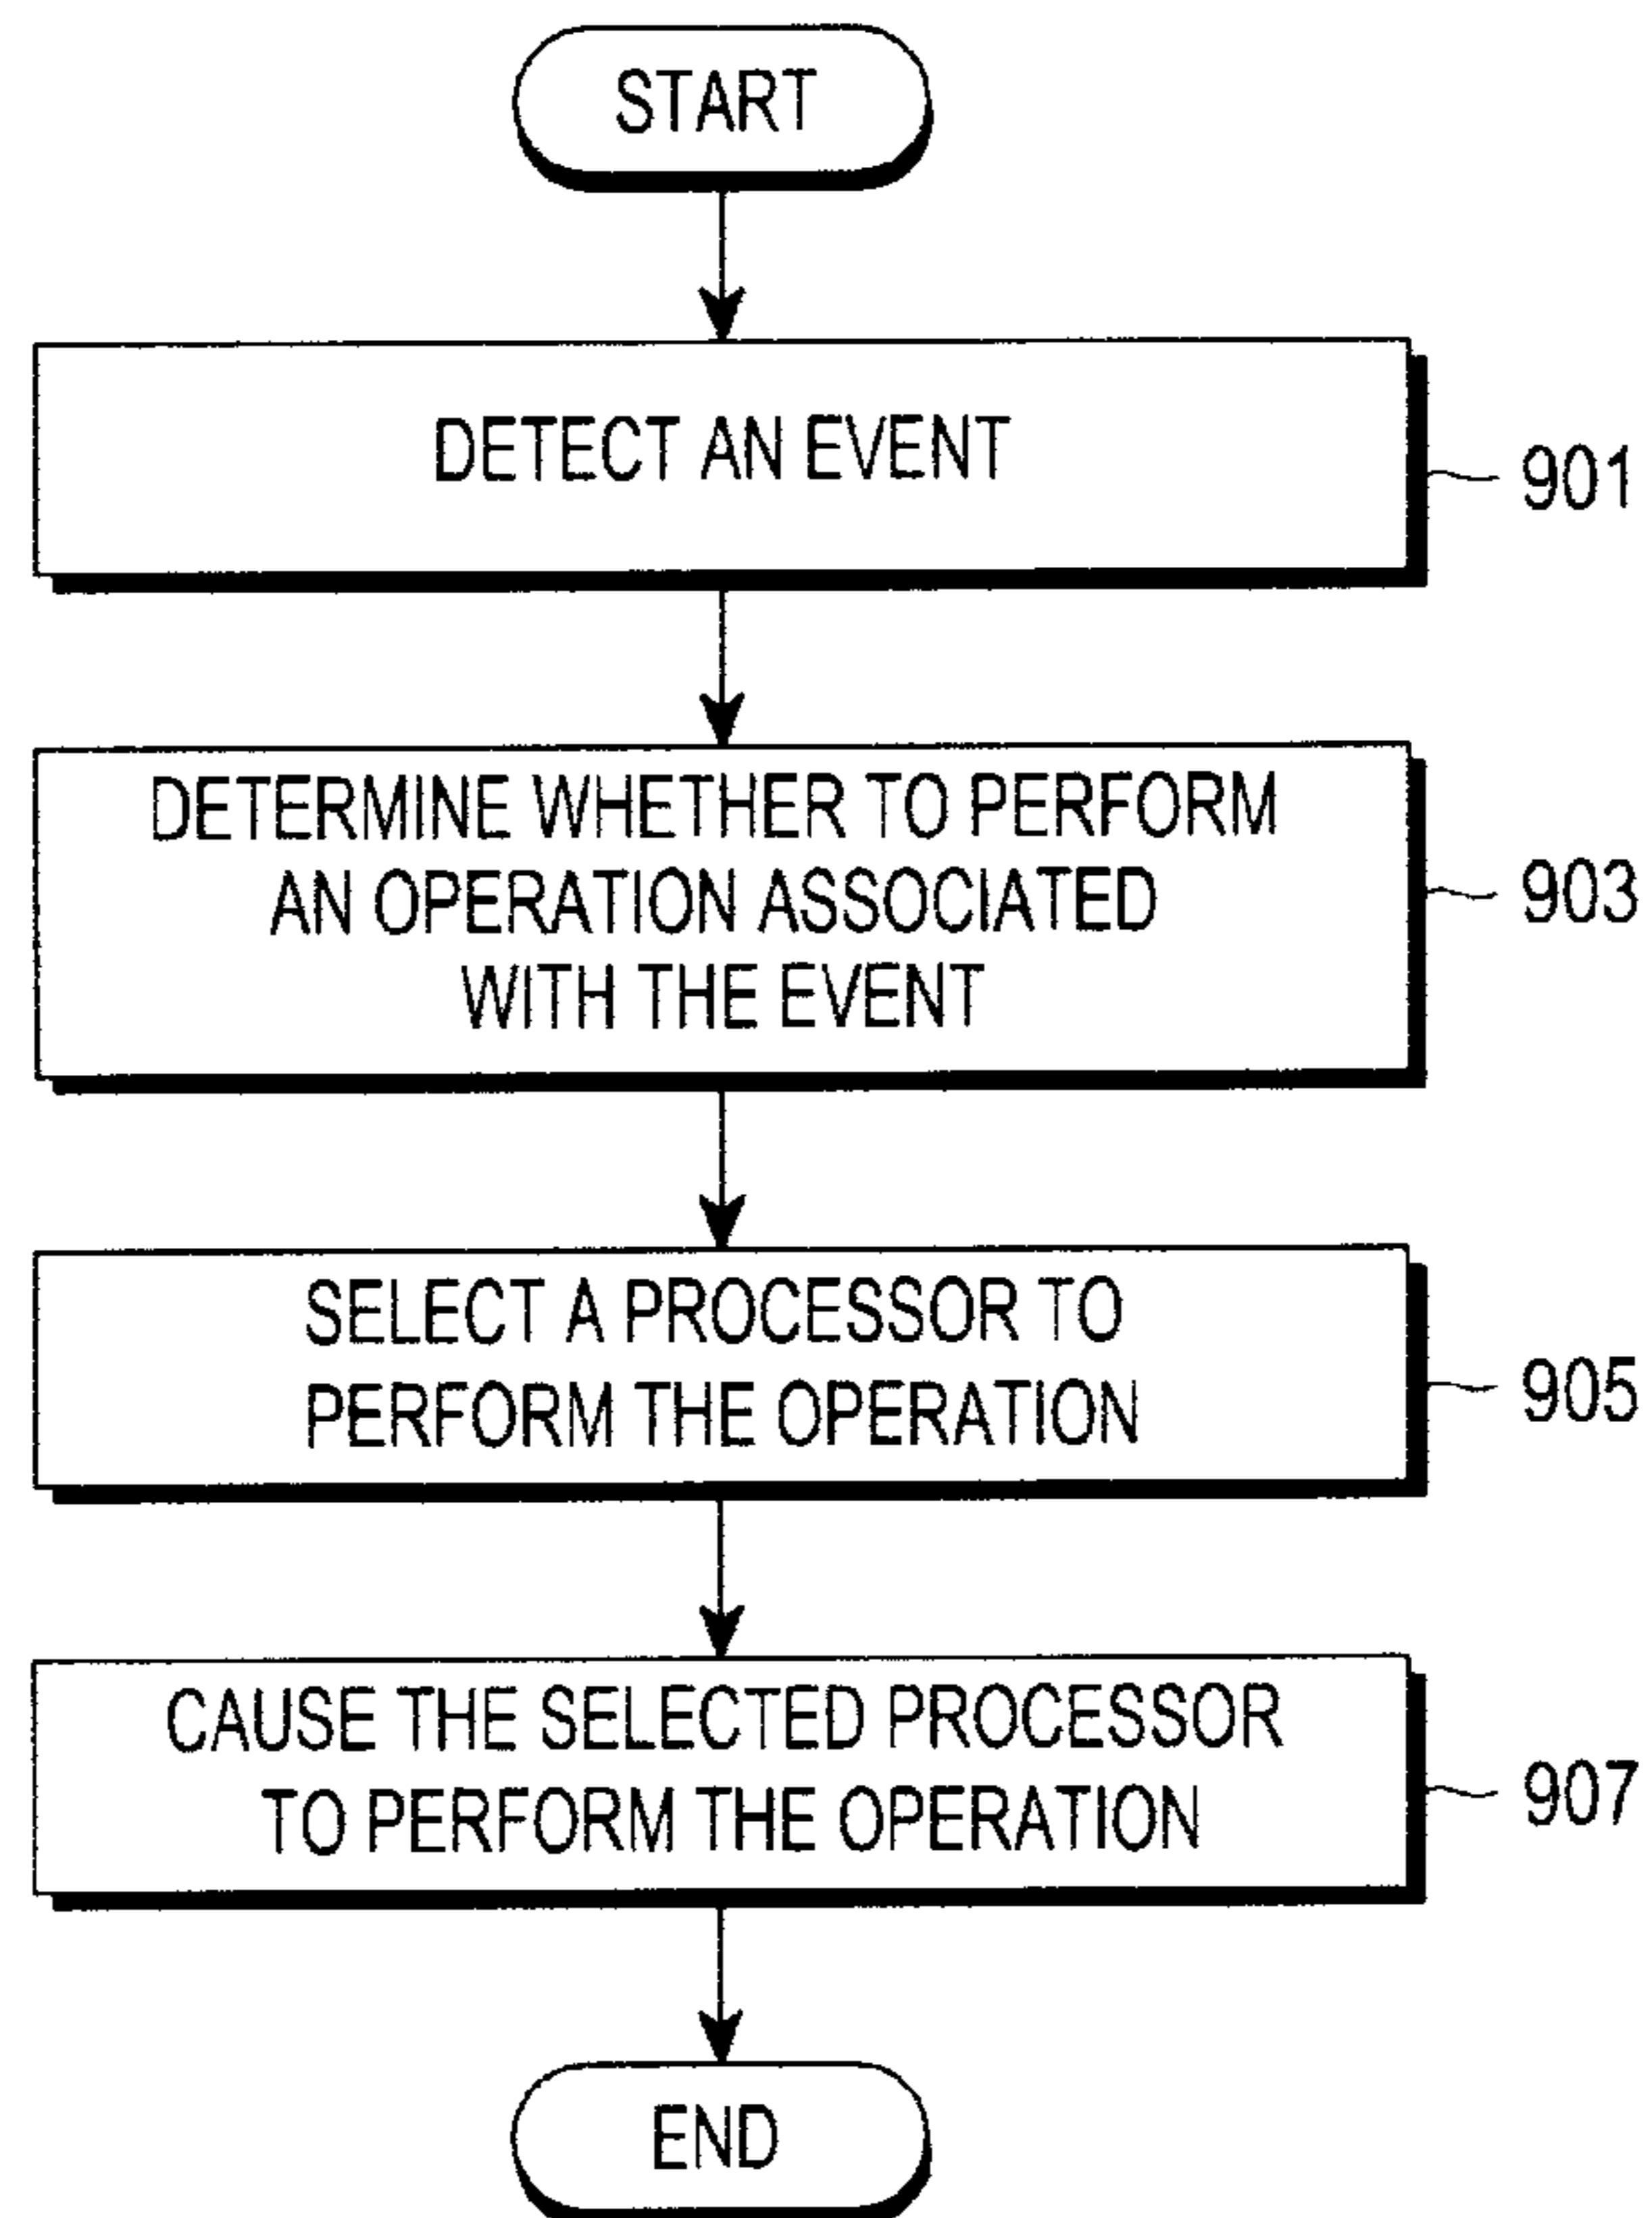 START
DETECT AN EVENT
901
DETERMINE WHETHER TO PERFORM
AN OPERATION ASSOCIATED
WITH THE EVENT
903
SELECT A PROCESSOR TO
PERFORM THE OPERATION
905
CAUSE THE SELECTED PROCESSOR
TO PERFORM THE OPERATION
907
END